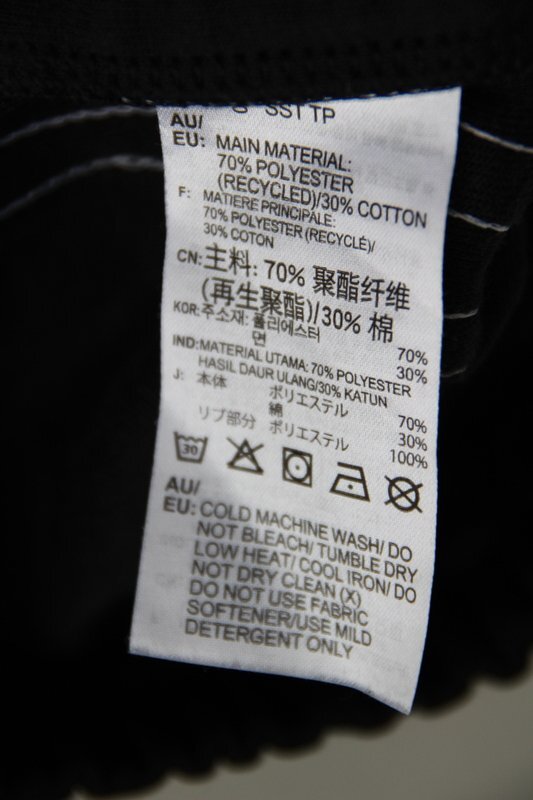 SST TP
AU/
EU: MAIN MATERIAL:
70% POLYESTER
(RECYCLED)/30% COTTON
F: MATIERE PRINCIPALE:
70% POLYESTER (RECYCLÉ)/
30% COTON
CN: 主料: 70% 聚酯纤维
(再生聚酯)/30% 棉
KOR: 주소재: 폴리에스터 70%
면 30%
IND: MATERIAL UTAMA: 70% POLYESTER
HASIL DAUR ULANG/30% KATUN
J: 本体 ポリエステル 70%
綿 30%
リブ部分 ポリエステル 100%
30
AU/
EU: COLD MACHINE WASH/ DO
NOT BLEACH/ TUMBLE DRY
LOW HEAT/ COOL IRON/ DO
NOT DRY CLEAN (X)
DO NOT USE FABRIC
SOFTENER/USE MILD
DETERGENT ONLY